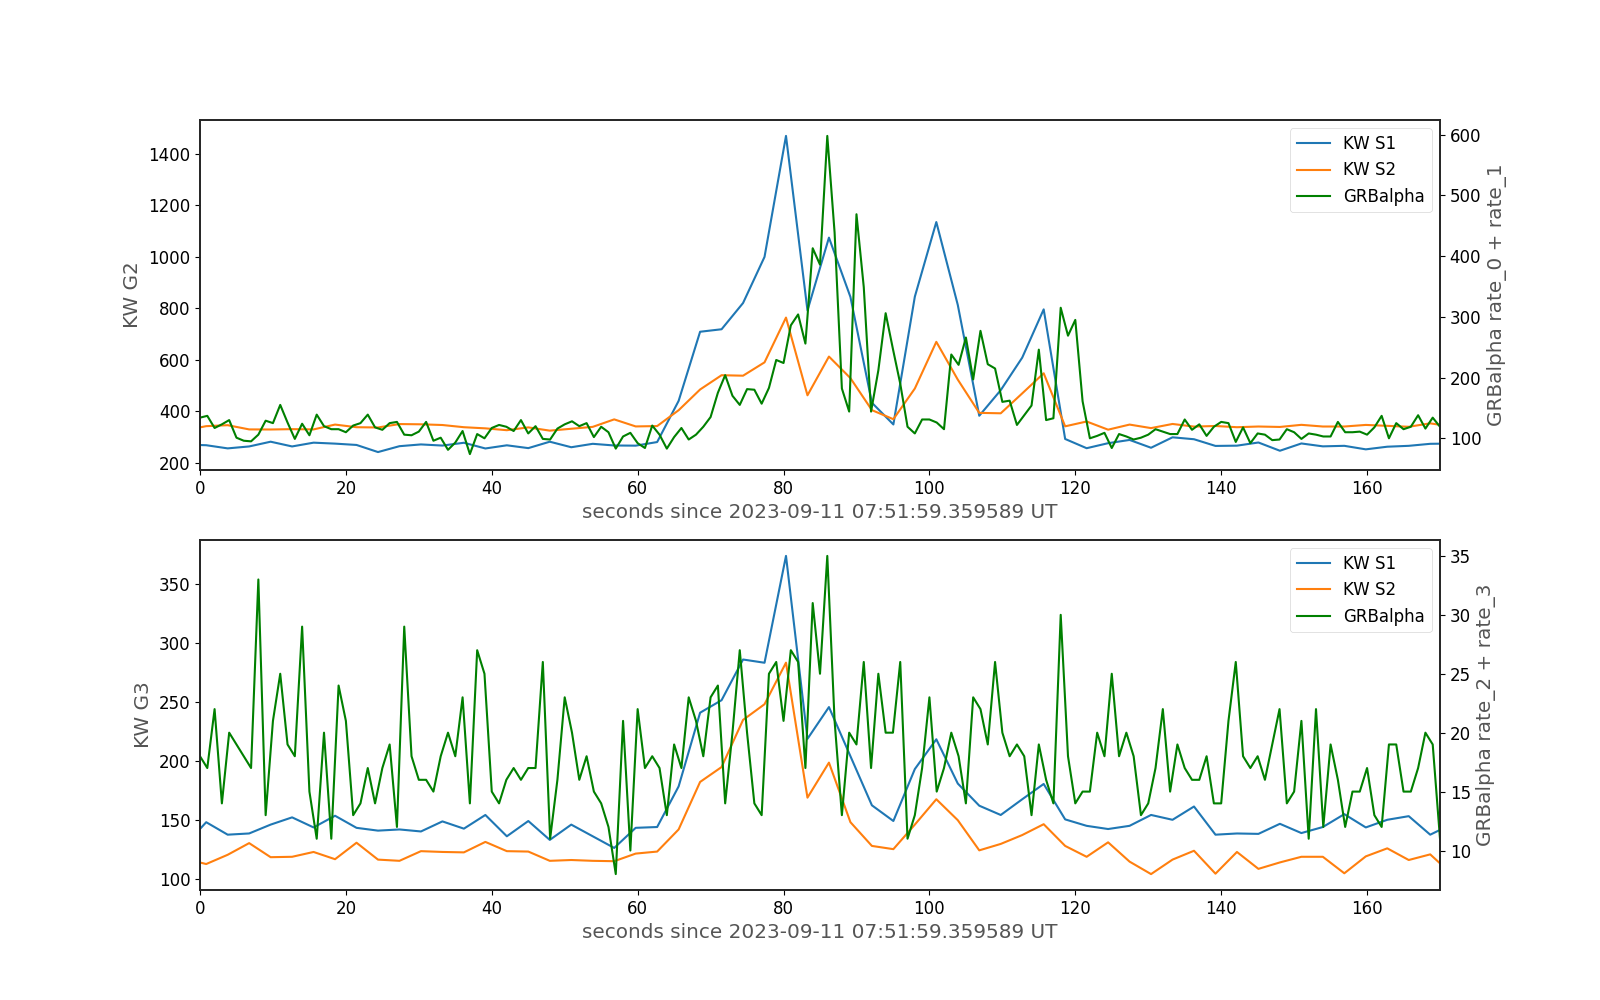 KW S1
KW S2
GRBalpha
1400
1200
1000
800
600
400
200
KW G2
600
500
400
300
200
100
GRBalpha rate_0 + rate_1
0 20 40 60 80 100 120 140 160
seconds since 2023-09-11 07:51:59.359589 UT
KW S1
KW S2
GRBalpha
350
300
250
200
150
100
KW G3
35
30
25
20
15
10
GRBalpha rate_2 + rate_3
0 20 40 60 80 100 120 140 160
seconds since 2023-09-11 07:51:59.359589 UT